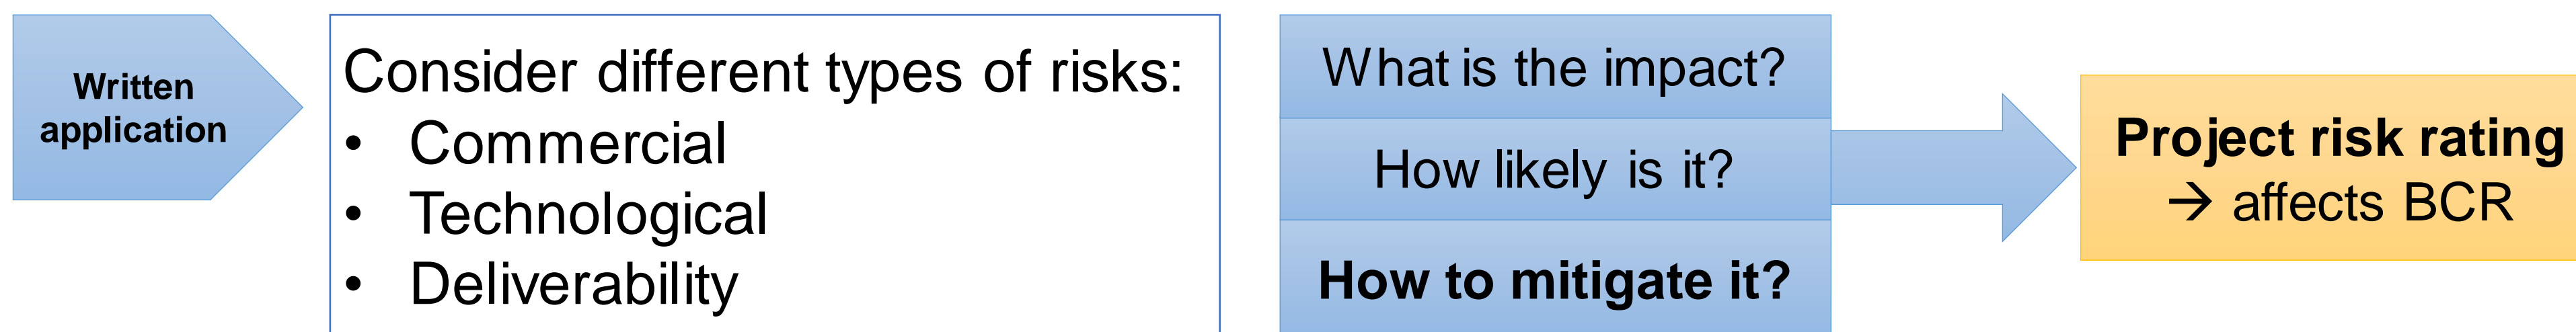 Written
application
Consider different types of risks:
• Commercial
• Technological
• Deliverability
What is the impact?
How likely is it?
How to mitigate it?
Project risk rating
→ affects BCR